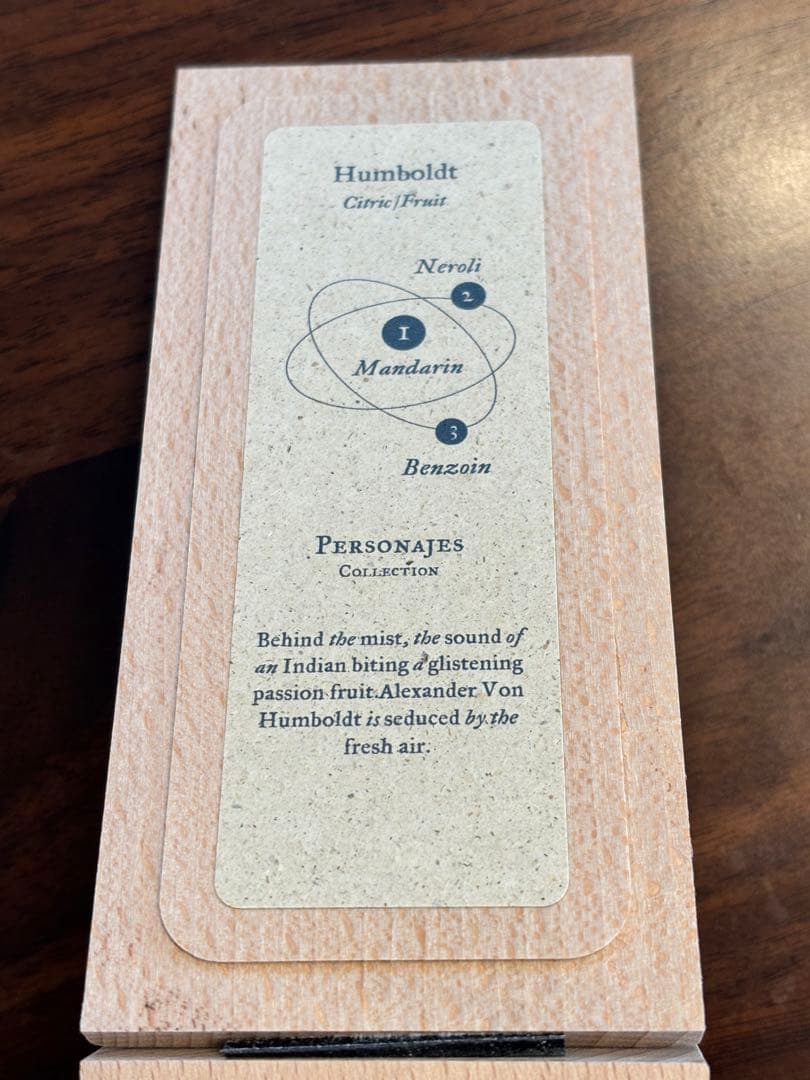 Humboldt
Citric/Fruit
Neroli
2
1
Mandarin
3
Benzoin
Personajes
Collection
Behind the mist, the sound of
an Indian biting a glistening
passion fruit.Alexander Von
Humboldt is seduced by the
fresh air.